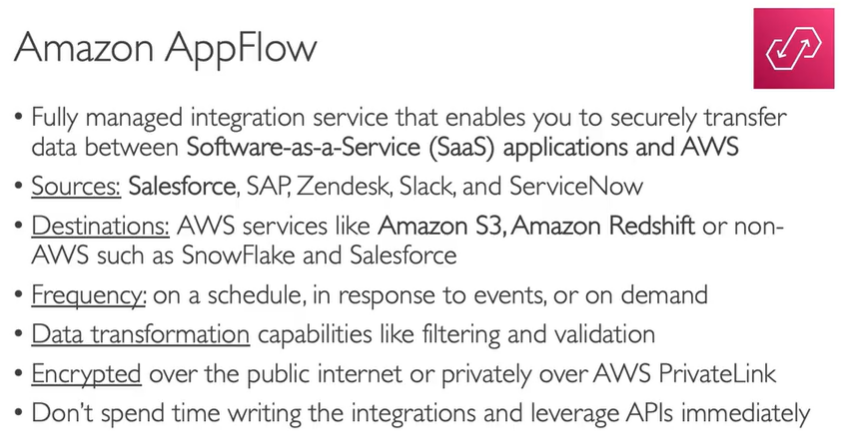 Amazon AppFlow
• Fully managed integration service that enables you to securely transfer
data between Software-as-a-Service (SaaS) applications and AWS
• Sources: Salesforce, SAP, Zendesk, Slack, and ServiceNow
• Destinations: AWS services like Amazon S3, Amazon Redshift or non-
AWS such as SnowFlake and Salesforce
• Frequency: on a schedule, in response to events, or on demand
• Data transformation capabilities like filtering and validation
• Encrypted over the public internet or privately over AWS PrivateLink
• Don't spend time writing the integrations and leverage APIs immediately